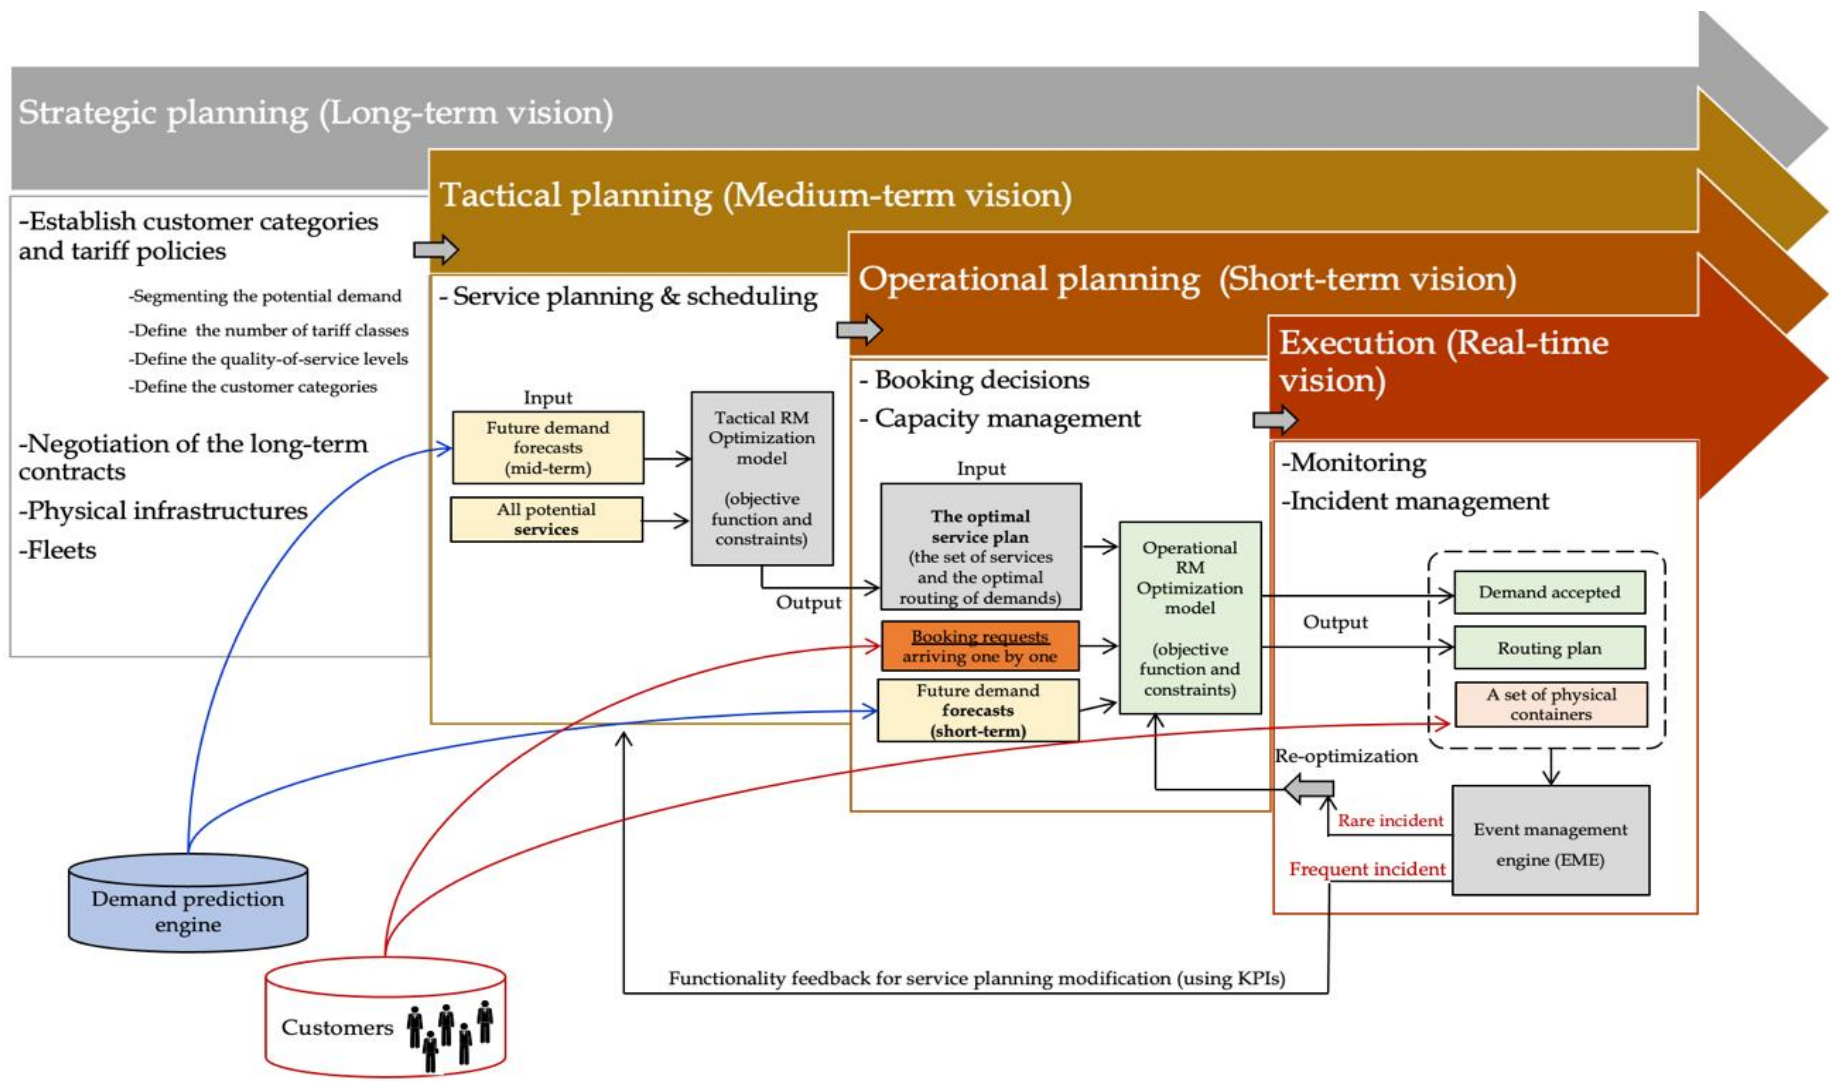 Strategic planning (Long-term vision)
-Establish customer categories
and tariff policies
-Segmenting the potential demand
-Define the number of tariff classes
-Define the quality-of-service levels
-Define the customer categories
-Negotiation of the long-term
contracts
-Physical infrastructures
-Fleets
Tactical planning (Medium-term vision)
- Service planning & scheduling
Input
Future demand
forecasts
(mid-term)
All potential
services
Tactical RM
Optimization
model
(objective
function and
constraints)
Output
Operational planning (Short-term vision)
- Booking decisions
- Capacity management
Input
The optimal
service plan
(the set of services
and the optimal
routing of demands)
Booking requests
arriving one by one
Future demand
forecasts
(short-term)
Operational
RM
Optimization
model
(objective
function and
constraints)
Output
Execution (Real-time
vision)
-Monitoring
-Incident management
Demand accepted
Routing plan
A set of physical
containers
Re-optimization
Rare incident
Frequent incident
Event management
engine (EME)
Functionality feedback for service planning modification (using KPIs)
Demand prediction
engine
Customers